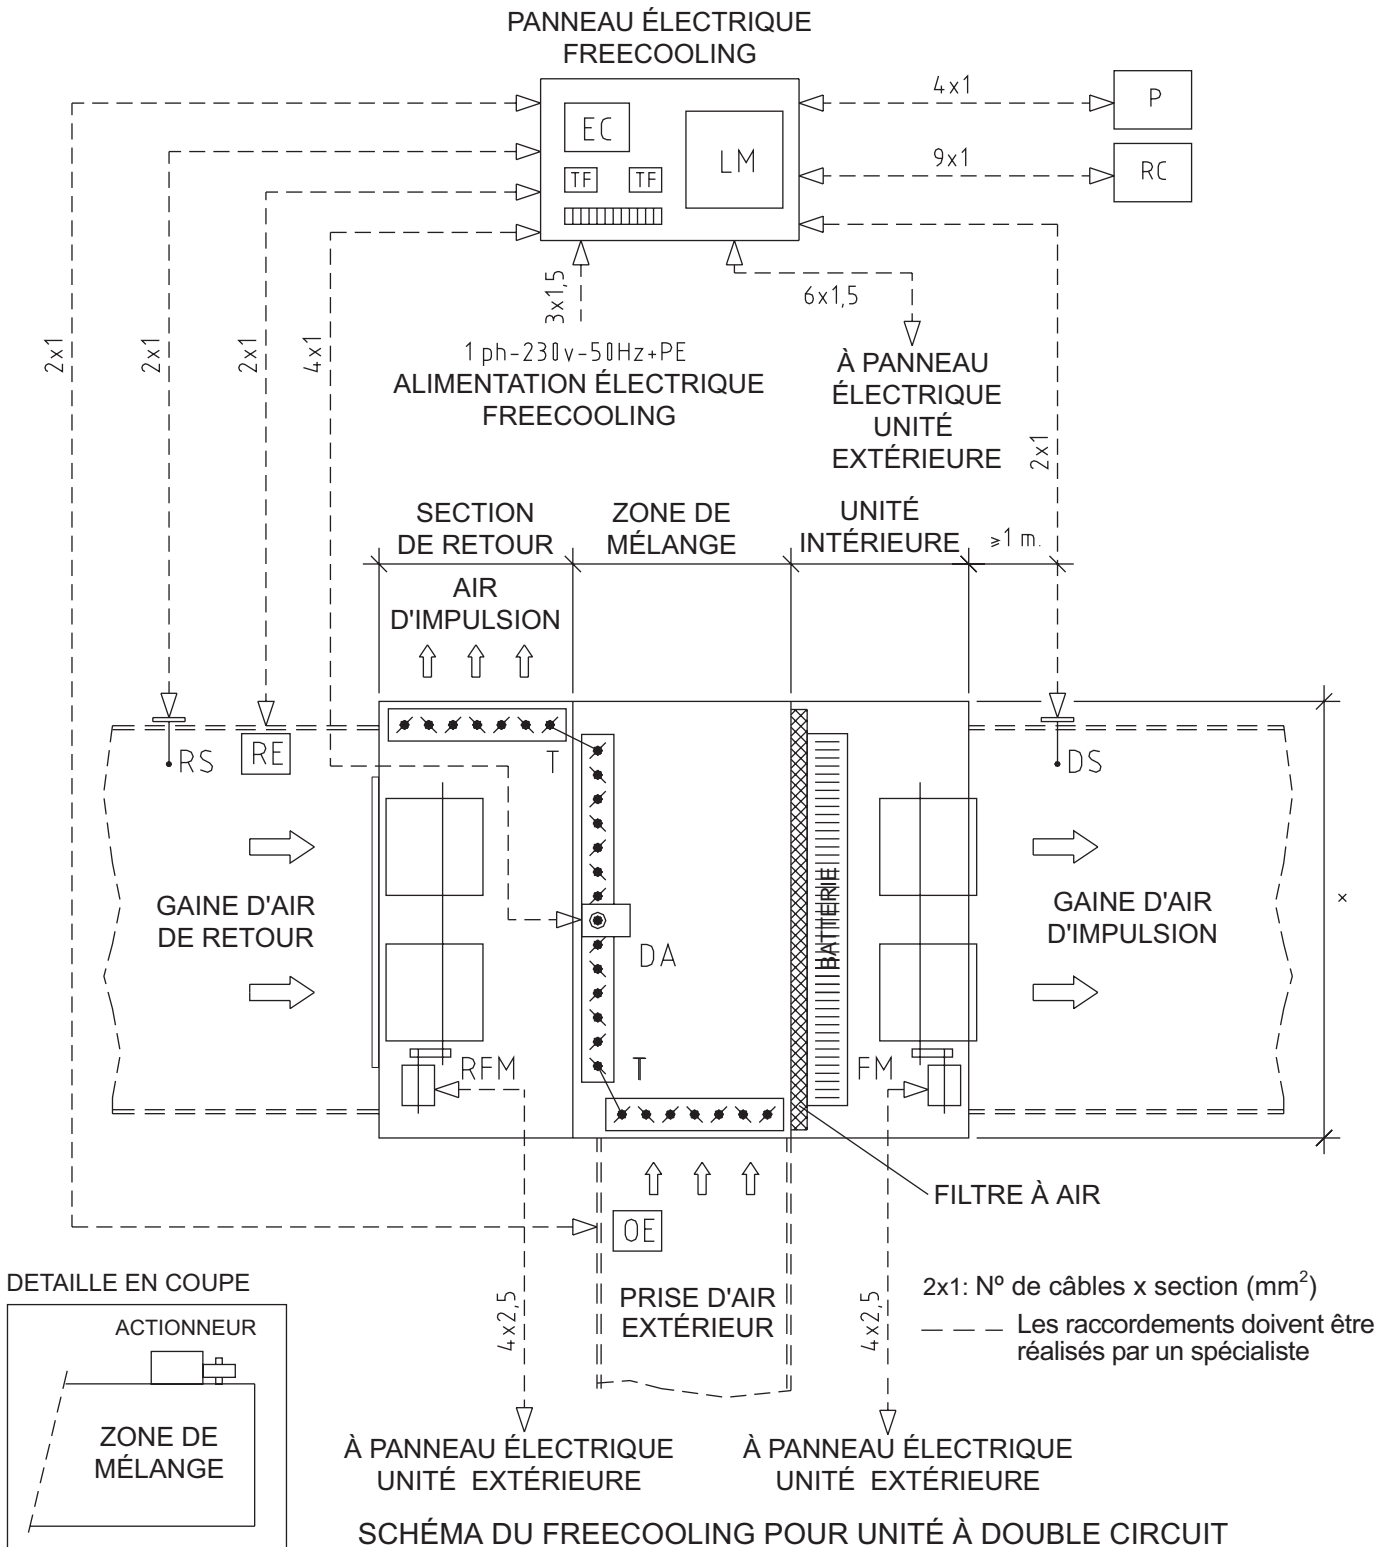 PANNEAU ÉLECTRIQUE
FREECOOLING
EC
TF
TF
LM
4x1
P
9x1
RC
3x1,5
6x1,5
1 ph-230v-50Hz+PE
ALIMENTATION ÉLECTRIQUE
FREECOOLING
À PANNEAU
ÉLECTRIQUE
UNITÉ
EXTÉRIEURE
2x1
2x1
2x1
4x1
2x1
SECTION
DE RETOUR
ZONE DE
MÉLANGE
UNITÉ
INTÉRIEURE
≥1 m.
AIR
D'IMPULSION
RS
RE
T
DS
GAINE D'AIR
DE RETOUR
DA
BATTERIE
GAINE D'AIR
D'IMPULSION
x
RFM
T
FM
FILTRE À AIR
OE
PRISE D'AIR
EXTÉRIEUR
4x2,5
4x2,5
2x1: Nº de câbles x section (mm²)
Les raccordements doivent être
réalisés par un spécialiste
DETAILLE EN COUPE
ACTIONNEUR
ZONE DE
MÉLANGE
À PANNEAU ÉLECTRIQUE
UNITÉ EXTÉRIEURE
À PANNEAU ÉLECTRIQUE
UNITÉ EXTÉRIEURE
SCHÉMA DU FREECOOLING POUR UNITÉ À DOUBLE CIRCUIT